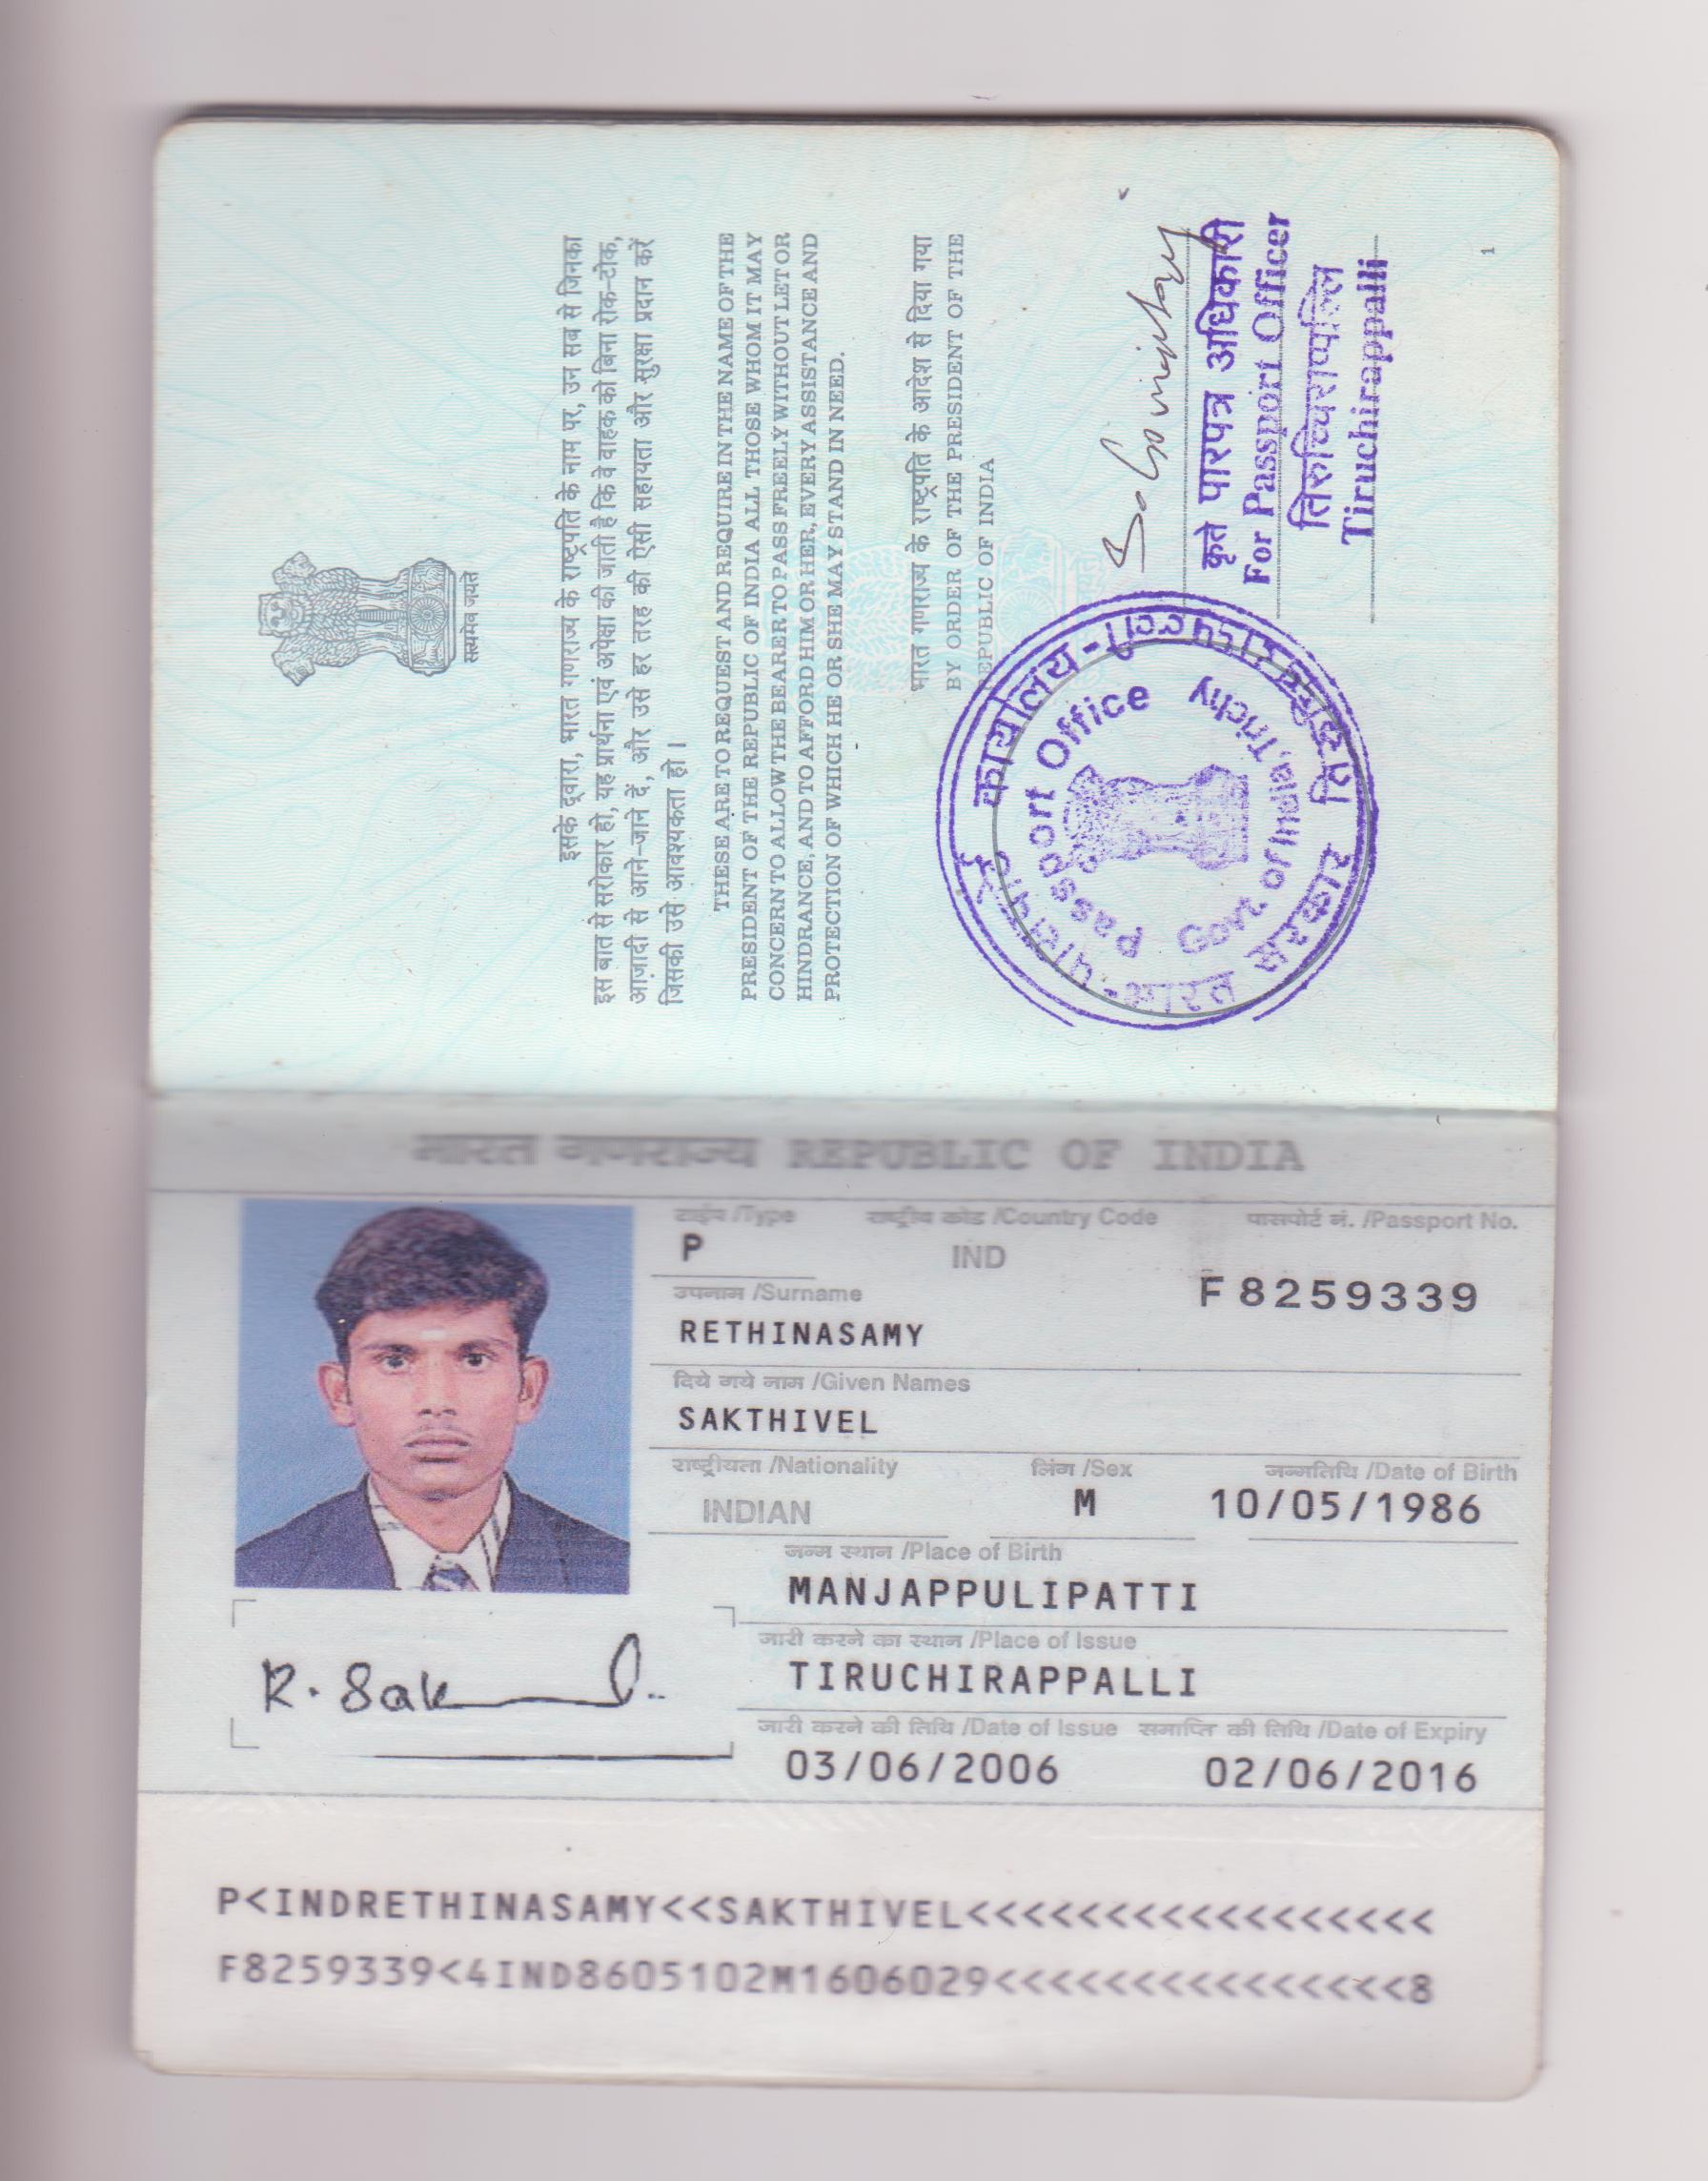 सत्यमेव जयते
इसके द्वारा, भारत गणराज्य के राष्ट्रपति के नाम पर, उन सब से जिनका
इस बात से सरोकार हो, यह प्रार्थना एवं अपेक्षा की जाती है कि वे वाहक को बिना रोक-टोक,
आज़ादी से आने-जाने दें, और उसे हर तरह की ऐसी सहायता और सुरक्षा प्रदान करें
जिसकी उसे आवश्यकता हो ।
THESE ARE TO REQUEST AND REQUIRE IN THE NAME OF THE
PRESIDENT OF THE REPUBLIC OF INDIA ALL THOSE WHOM IT MAY
CONCERN TO ALLOW THE BEARER TO PASS FREELY WITHOUT LET OR
HINDRANCE, AND TO AFFORD HIM OR HER, EVERY ASSISTANCE AND
PROTECTION OF WHICH HE OR SHE MAY STAND IN NEED.
भारत गणराज्य के राष्ट्रपति के आदेश से दिया गया
BY ORDER OF THE PRESIDENT OF THE
REPUBLIC OF INDIA
कृते पारपत्र अधिकारी
For Passport Officer
तिरुच्चिराप्पल्लि
Tiruchirappalli
कार्यालय
Passport Office
Govt of India, Trichy
भारत सरकार
1
भारत गणराज्य REPUBLIC OF INDIA
टाईप /Type राष्ट्रीय कोड /Country Code पासपोर्ट नं. /Passport No.
P IND F8259339
उपनाम /Surname
RETHINASAMY
दिये गये नाम /Given Names
SAKTHIVEL
राष्ट्रीयता /Nationality लिंग /Sex जन्मतिथि /Date of Birth
INDIAN M 10/05/1986
जन्म स्थान /Place of Birth
MANJAPPULIPATTI
जारी करने का स्थान /Place of Issue
TIRUCHIRAPPALLI
जारी करने की तिथि /Date of Issue समाप्ति की तिथि /Date of Expiry
03/06/2006 02/06/2016
R. Sak
P<INDRETHINASAMY<<SAKTHIVEL<<<<<<<<<<<<<<<<<
F8259339<4IND8605102M1606029<<<<<<<<<<<<<<<8